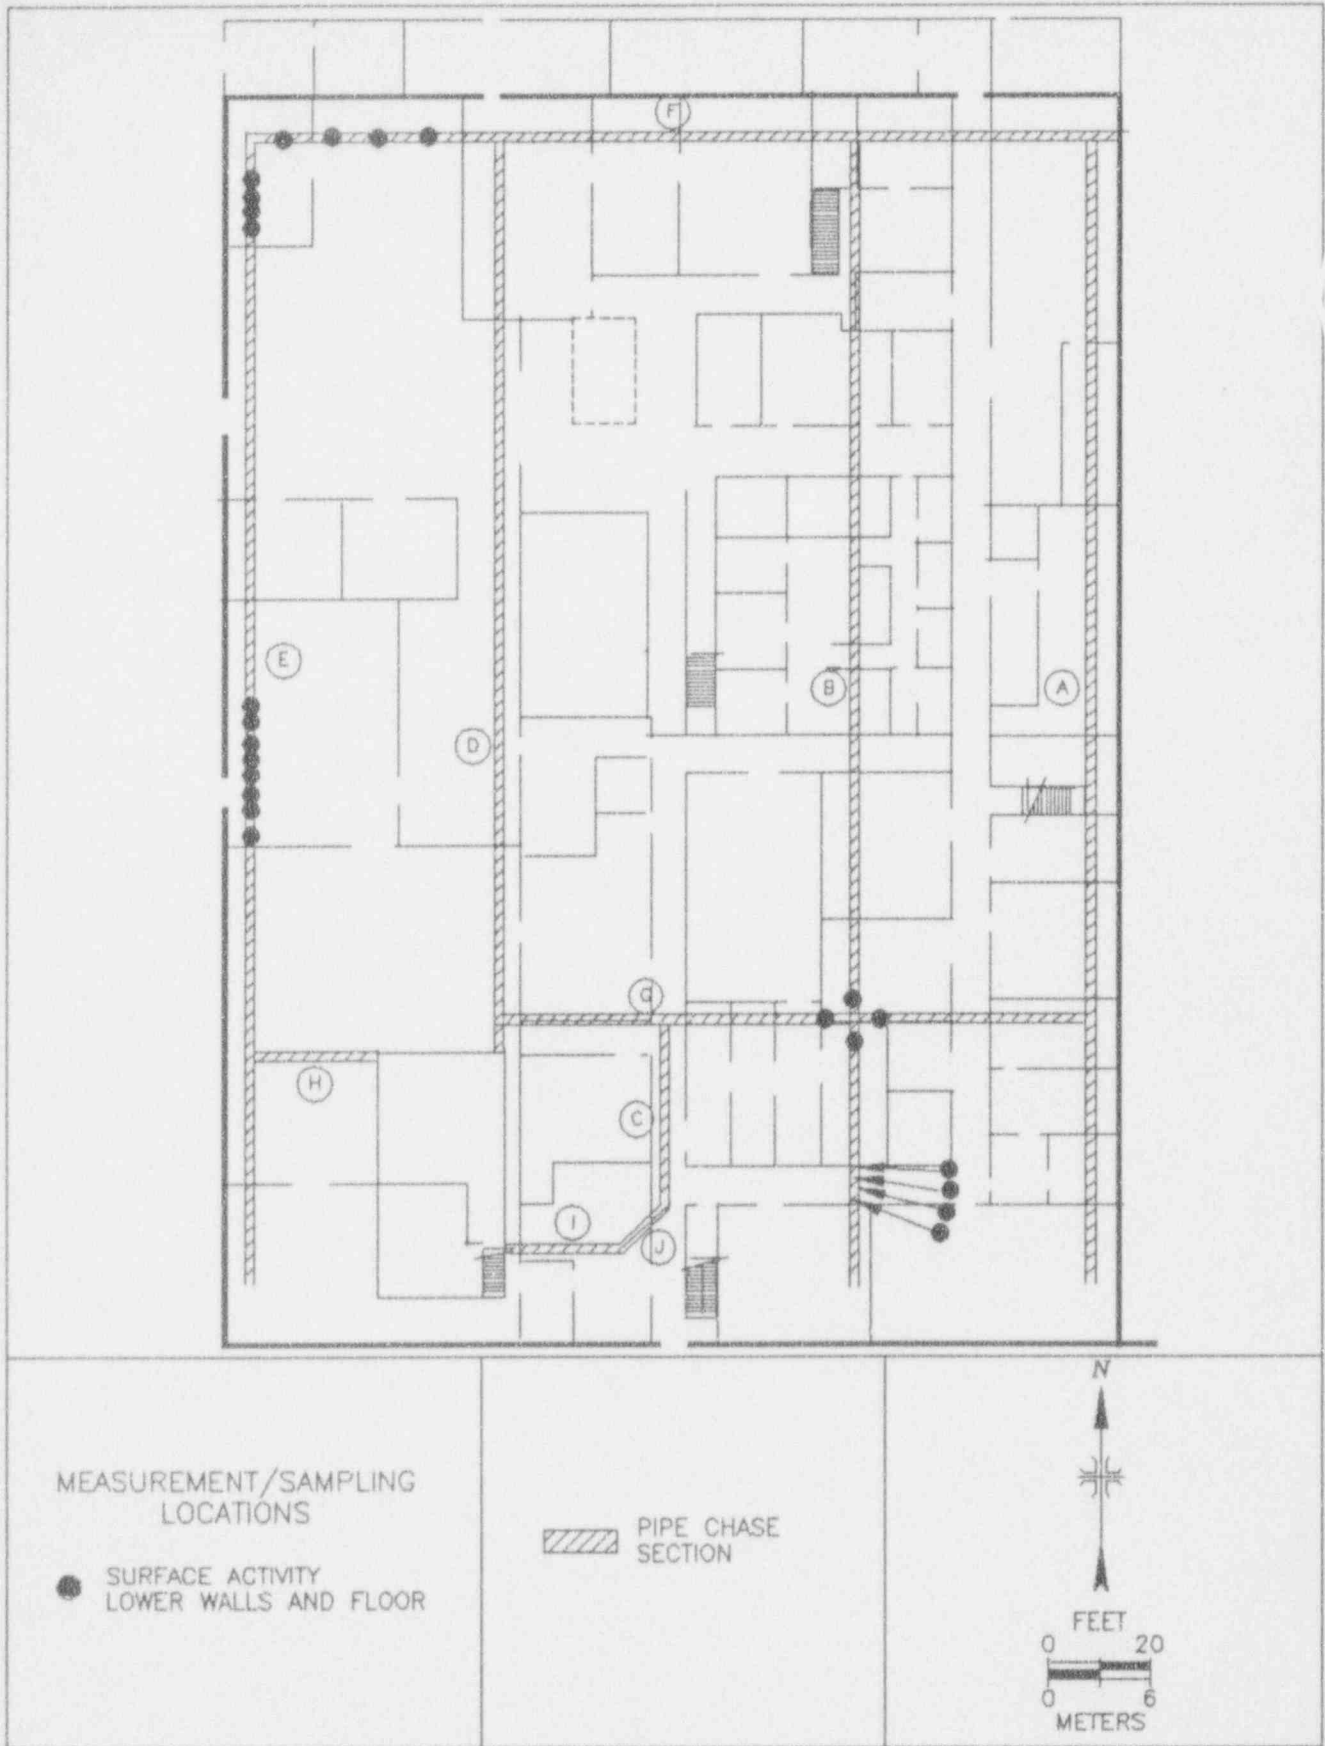 F
E
D
B
A
G
H
C
I
J
MEASUREMENT/SAMPLING
LOCATIONS
SURFACE ACTIVITY
LOWER WALLS AND FLOOR
PIPE CHASE
SECTION
N
FEET
0 20
0 6
METERS